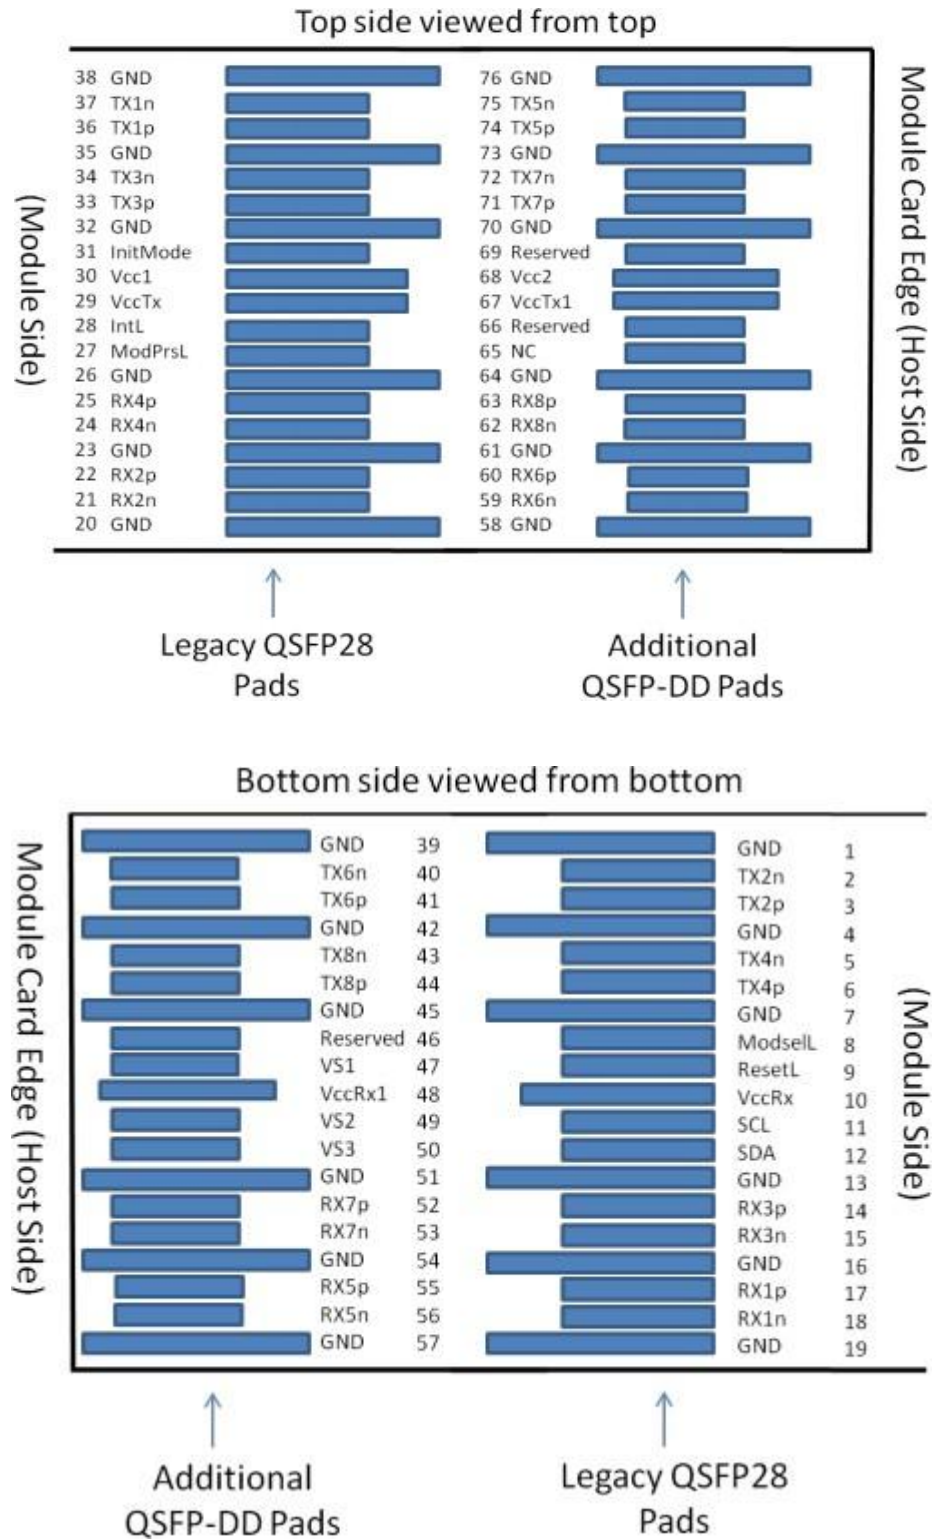 Top side viewed from top
38 GND 76 GND
37 TX1n 75 TX5n
36 TX1p 74 TX5p
35 GND 73 GND
34 TX3n 72 TX7n
33 TX3p 71 TX7p
32 GND 70 GND
31 InitMode 69 Reserved
30 Vcc1 68 Vcc2
29 VccTx 67 VccTx1
28 IntL 66 Reserved
27 ModPrsL 65 NC
26 GND 64 GND
25 RX4p 63 RX8p
24 RX4n 62 RX8n
23 GND 61 GND
22 RX2p 60 RX6p
21 RX2n 59 RX6n
20 GND 58 GND
(Module Side)
Module Card Edge (Host Side)
Legacy QSFP28
Pads
Additional
QSFP-DD Pads
Bottom side viewed from bottom
GND 39 GND 1
TX6n 40 TX2n 2
TX6p 41 TX2p 3
GND 42 GND 4
TX8n 43 TX4n 5
TX8p 44 TX4p 6
GND 45 GND 7
Reserved 46 ModselL 8
VS1 47 ResetL 9
VccRx1 48 VccRx 10
VS2 49 SCL 11
VS3 50 SDA 12
GND 51 GND 13
RX7p 52 RX3p 14
RX7n 53 RX3n 15
GND 54 GND 16
RX5p 55 RX1p 17
RX5n 56 RX1n 18
GND 57 GND 19
Module Card Edge (Host Side)
(Module Side)
Additional
QSFP-DD Pads
Legacy QSFP28
Pads